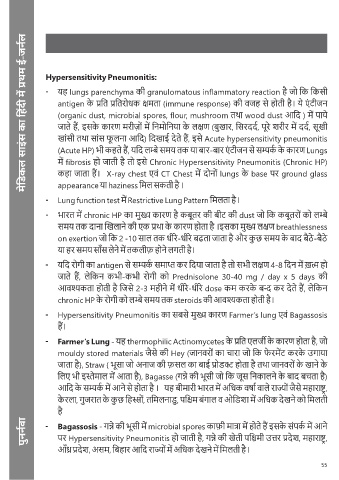 मेडिकल साइंस का हिंदी में प्रथम ई-जर्नल
Hypersensitivity Pneumonitis:
- यह lungs parenchyma की granulomatous inflammatory reaction है जो कि किसी
antigen के प्रति प्रतिरोधक क्षमता (immune response) की वजह से होती है। ये एंटीजन
(organic dust, microbial spores, flour, mushroom तथा wood dust आदि ) में पाये
जाते हैं, इसके कारण मरीज़ों में निमोनिया के लक्षण (बुखार, सिरदर्द, पूरे शरीर में दर्द, सूखी
खांसी तथा सांस फूलना आदि) दिखाई देते हैं, इसे Acute hypersensitivity pneumonitis
(Acute HP) भी कहते हैं, यदि लम्बे समय तक या बार-बार एंटीजन से सम्पर्क के कारण Lungs
में fibrosis हो जाती है तो इसे Chronic Hypersensitivity Pneumonitis (Chronic HP)
कहा जाता हैं। X-ray chest एवं CT Chest में दोनों lungs के base पर ground glass
appearance या haziness मिल सकती है ।
- Lung function test में Restrictive Lung Pattern मिलता है।
- भारत में chronic HP का मुख्य कारण है कबूतर की बीट की dust जो कि कबूतरों को लम्बे
समय तक दाना खिलाने की एक प्रथा के कारण होता है ।इसका मुख्य लक्षण breathlessness
on exertion जो कि 2 -10 साल तक धीरे-धीरे बढ़ता जाता है और कुछ समय के बाद बैठे-बैठे
या हर समय साँस लेने में तकलीफ़ होने लगती है।
- यदि रोगी का antigen से सम्पर्क समाप्त कर दिया जाता है तो सभी लक्षण 4-8 दिन में ख़त्म हो
जाते हैं, लेकिन कभी-कभी रोगी को Prednisolone 30-40 mg / day x 5 days की
आवश्यकता होती है जिसे 2-3 महीने में धीरे-धीरे dose कम करके बन्द कर देते हैं, लेकिन
chronic HP के रोगी को लम्बे समय तक steroids की आवश्यकता होती है।
- Hypersensitivity Pneumonitis का सबसे मुख्य कारण Farmer's lung एवं Bagassosis
हैं।
- Farmer's Lung - यह thermophilic Actinomycetes के प्रति एलर्जी के कारण होता है, जो
mouldy stored materials जैसे की Hey (जानवरों का चारा जो कि फेरमेंट करके उगाया
जाता है), Straw ( भूसा जो अनाज की फ़सल का बाई प्रोडक्ट होता है तथा जानवरों के खाने के
लिए भी इस्तेमाल में आता है), Bagasse (गन्ने की भूसी जो कि जूस निकालने के बाद बचता है)
आदि के सम्पर्क में आने से होता है । यह बीमारी भारत में अधिक वर्षा वाले राज्यों जैसे महाराष्ट्र,
केरला, गुजरात के कुछ हिस्सों, तमिलनाडु, पश्चिम बंगाल व ओडिशा में अधिक देखने को मिलती
है
- Bagassosis - गन्ने की भूसी में microbial spores काफ़ी मात्रा में होते हैं इसके संपर्क में आने
पर Hypersensitivity Pneumonitis हो जाती है, गन्ने की खेती पश्चिमी उत्तर प्रदेश, महाराष्ट्र,
आँध्र प्रदेश, असम, बिहार आदि राज्यों में अधिक देखने में मिलती है।
पुनर्नवा
55